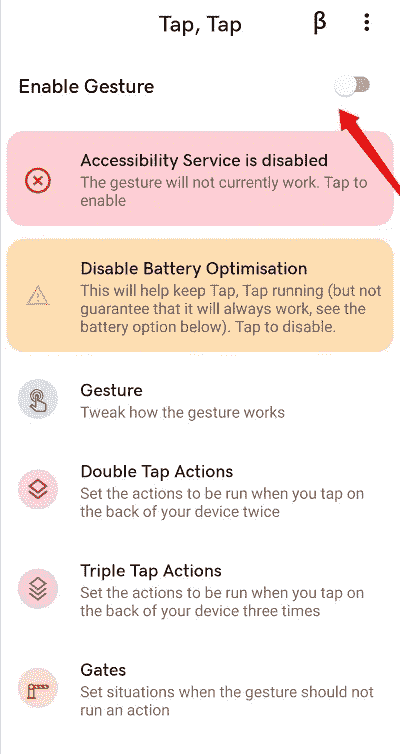 Tap, Tap β
Enable Gesture
Accessibility Service is disabled
The gesture will not currently work. Tap to
enable
Disable Battery Optimisation
This will help keep Tap, Tap running (but not
guarantee that it will always work, see the
battery option below). Tap to disable.
Gesture
Tweak how the gesture works
Double Tap Actions
Set the actions to be run when you tap on
the back of your device twice
Triple Tap Actions
Set the actions to be run when you tap on
the back of your device three times
Gates
Set situations when the gesture should not
run an action